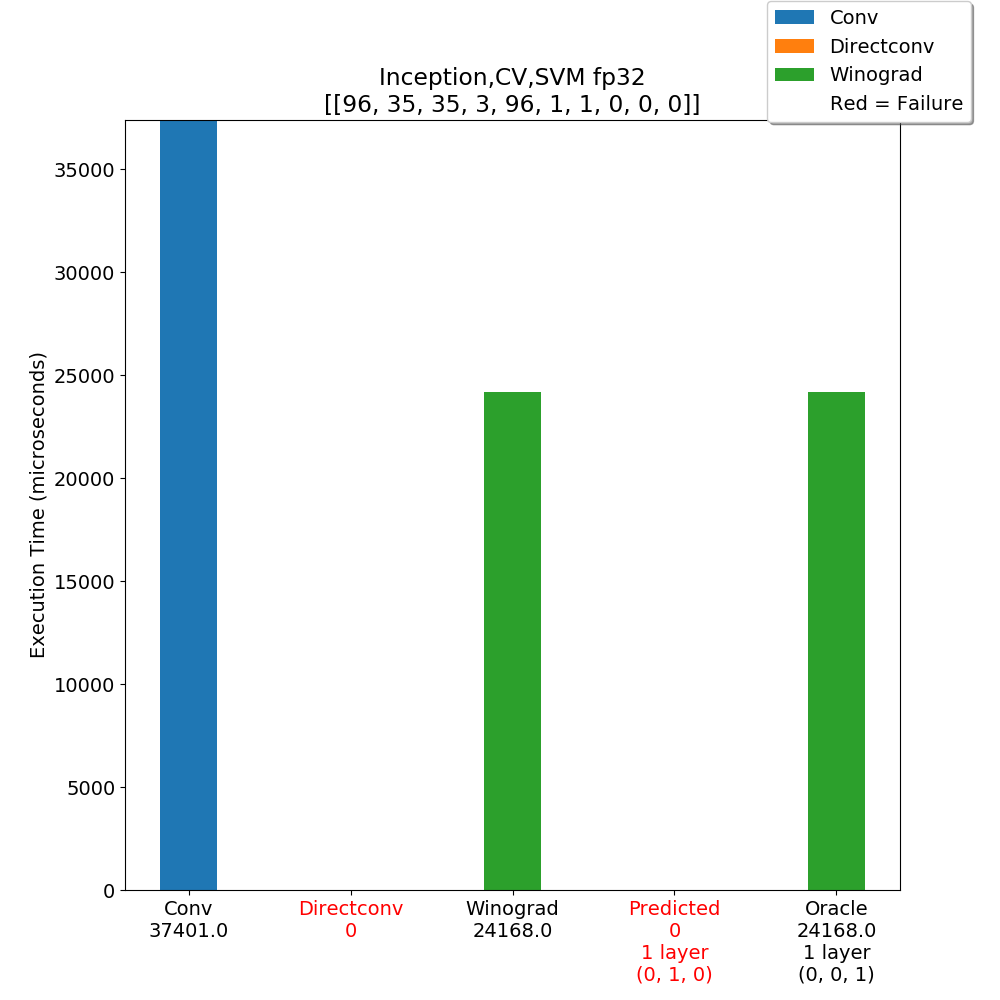 Conv
Directconv
Winograd
Red = Failure
Inception,CV,SVM fp32
[[96, 35, 35, 3, 96, 1, 1, 0, 0, 0]]
Execution Time (microseconds)
35000
30000
25000
20000
15000
10000
5000
0
Conv
37401.0
Directconv
0
Winograd
24168.0
Predicted
0
1 layer
(0, 1, 0)
Oracle
24168.0
1 layer
(0, 0, 1)